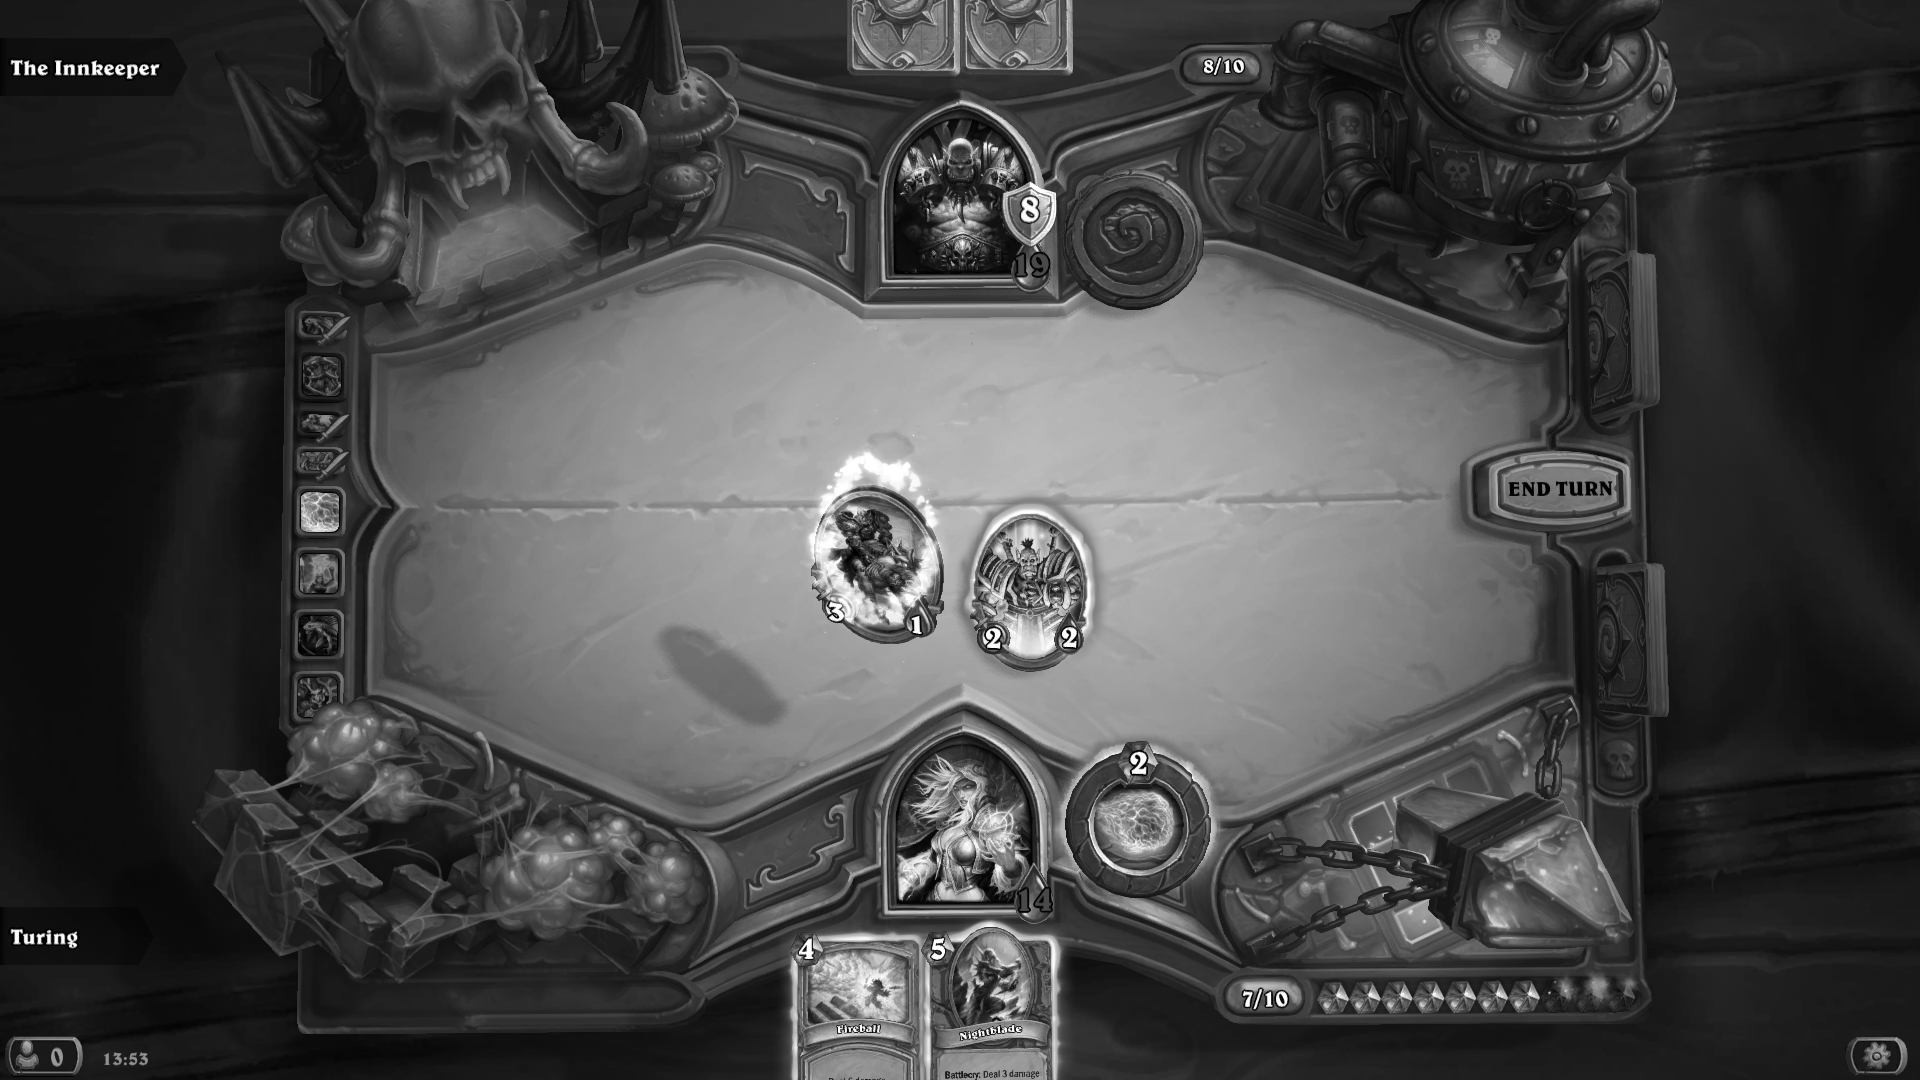 The Innkeeper
8/10
8
19
END TURN
3
1
2
2
2
14
Turing
4
5
Fireball
Nightblade
Battlecry: Deal 3 damage
7/10
0
13:53